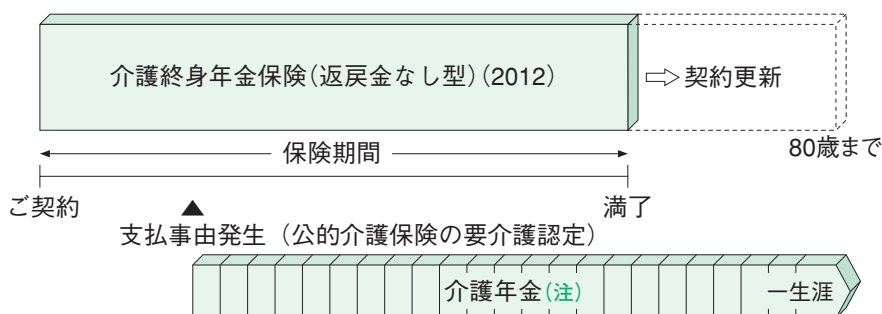 介護終身年金保険（返戻金なし型）（2012）
契約更新
保険期間
80歳まで
ご契約
満了
支払事由発生（公的介護保険の要介護認定）
介護年金（注）
一生涯